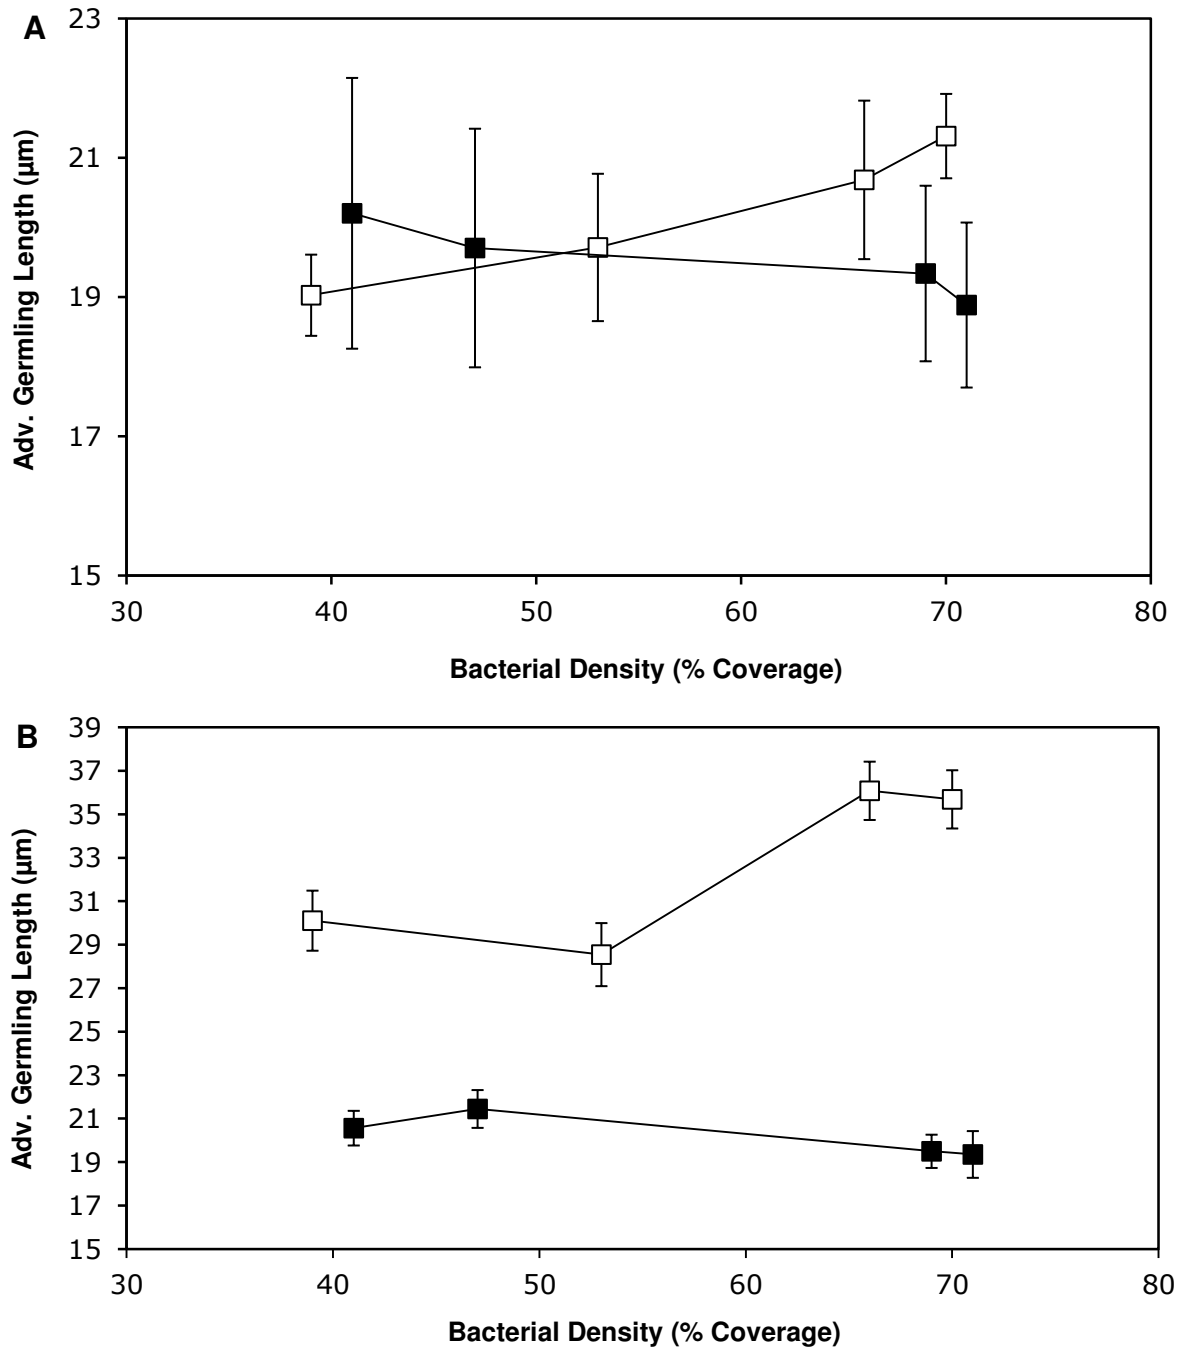 A
Adv. Germling Length (µm)
23
21
19
17
15
30 40 50 60 70 80
Bacterial Density (% Coverage)
B
Adv. Germling Length (µm)
39
37
35
33
31
29
27
25
23
21
19
17
15
30 40 50 60 70 80
Bacterial Density (% Coverage)